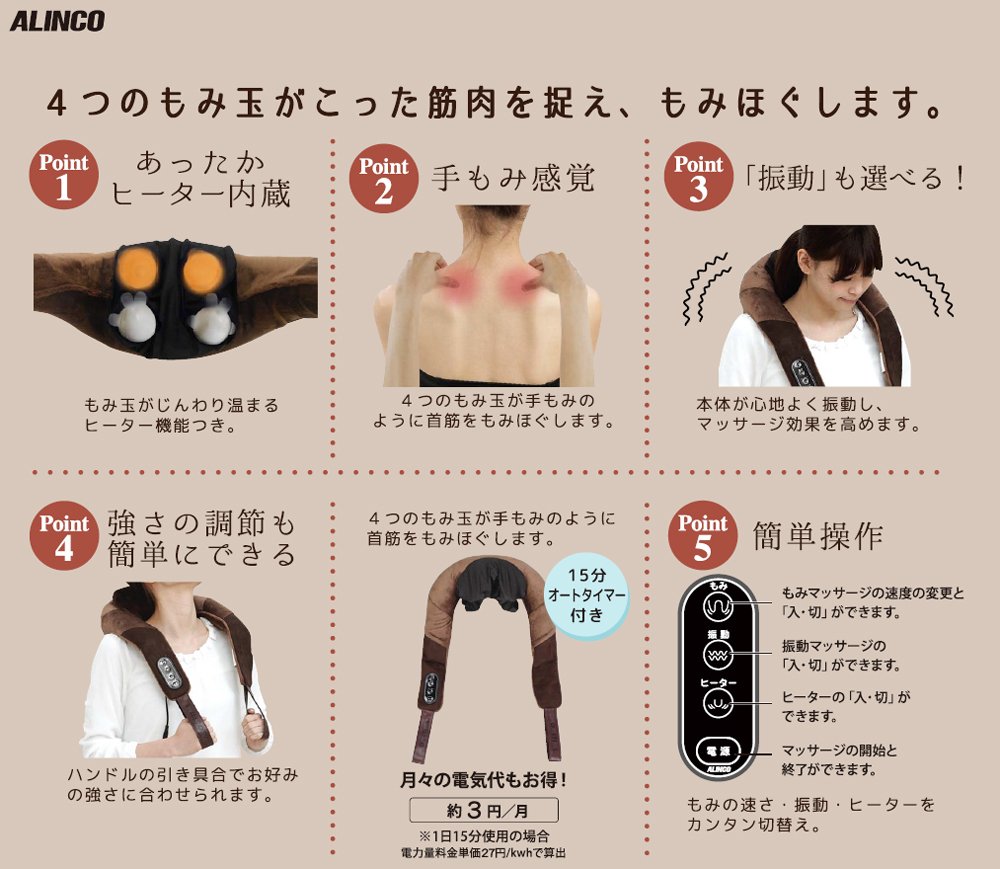 ALINCO
４つのもみ玉がこった筋肉を捉え、もみほぐします。
Point
1
あったか
ヒーター内蔵
もみ玉がじんわり温まる
ヒーター機能つき。
Point
2
手もみ感覚
４つのもみ玉が手もみの
ように首筋をもみほぐします。
Point
3
「振動」も選べる！
本体が心地よく振動し、
マッサージ効果を高めます。
Point
4
強さの調節も
簡単にできる
ハンドルの引き具合でお好み
の強さに合わせられます。
４つのもみ玉が手もみのように
首筋をもみほぐします。
15分
オートタイマー
付き
月々の電気代もお得！
約３円／月
※1日15分使用の場合
電力量料金単価27円/kwhで算出
Point
5
簡単操作
もみ
もみマッサージの速度の変更と
「入・切」ができます。
振動
振動マッサージの
「入・切」ができます。
ヒーター
ヒーターの「入・切」が
できます。
電源
ALINCO
マッサージの開始と
終了ができます。
もみの速さ・振動・ヒーターを
カンタン切替え。